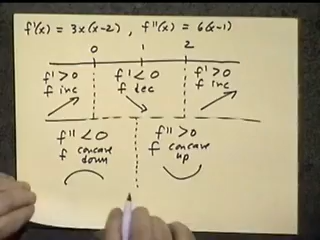 f'(x) = 3x(x-2), f''(x) = 6(x-1)
0 1 2
f' > 0 f' < 0 f' > 0
f inc f dec f inc
f'' < 0 f'' > 0
f concave down f concave up